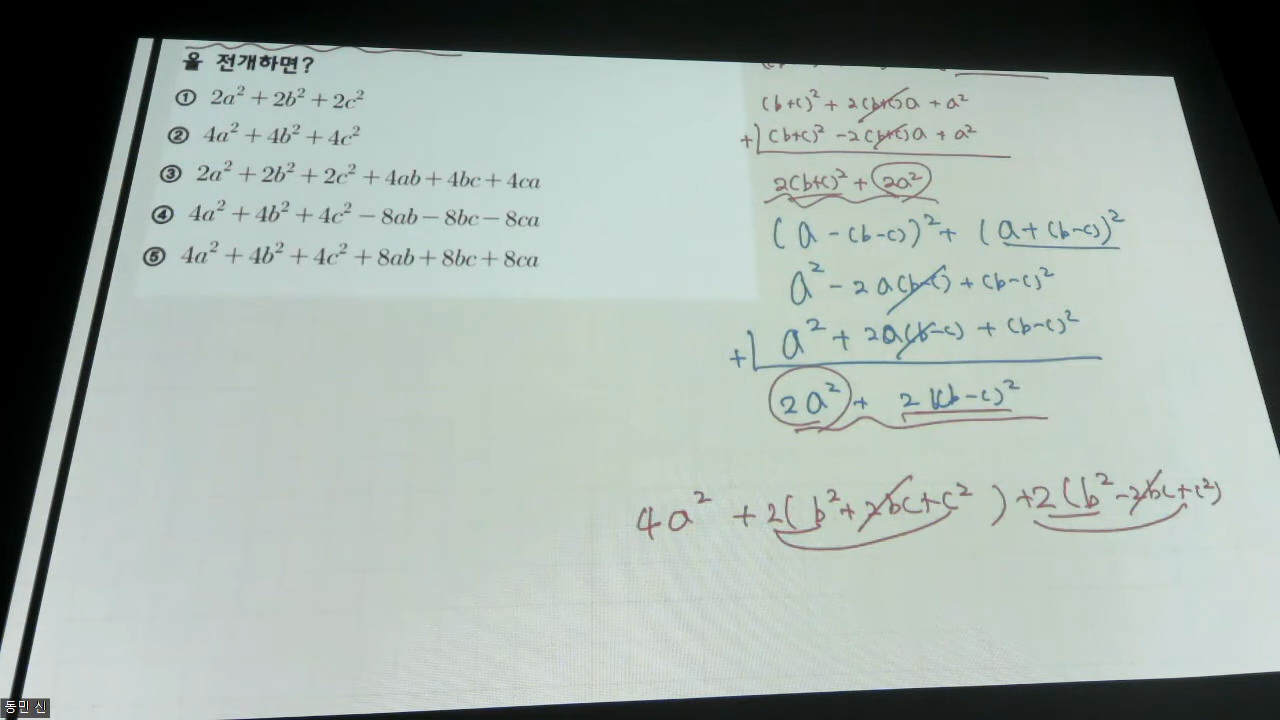 을 전개하면?
① 2a² + 2b² + 2c²
② 4a² + 4b² + 4c²
③ 2a² + 2b² + 2c² + 4ab + 4bc + 4ca
④ 4a² + 4b² + 4c² − 8ab − 8bc − 8ca
⑤ 4a² + 4b² + 4c² + 8ab + 8bc + 8ca
(b+c)² + 2(b+c)a + a²
+) (b+c)² − 2(b+c)a + a²
2(b+c)² + 2a²
(a − (b−c))² + (a + (b−c))²
a² − 2a(b−c) + (b−c)²
+) a² + 2a(b−c) + (b−c)²
2a² + 2(b−c)²
4a² + 2(b² + 2bc + c²) + 2(b² − 2bc + c²)
동민 신